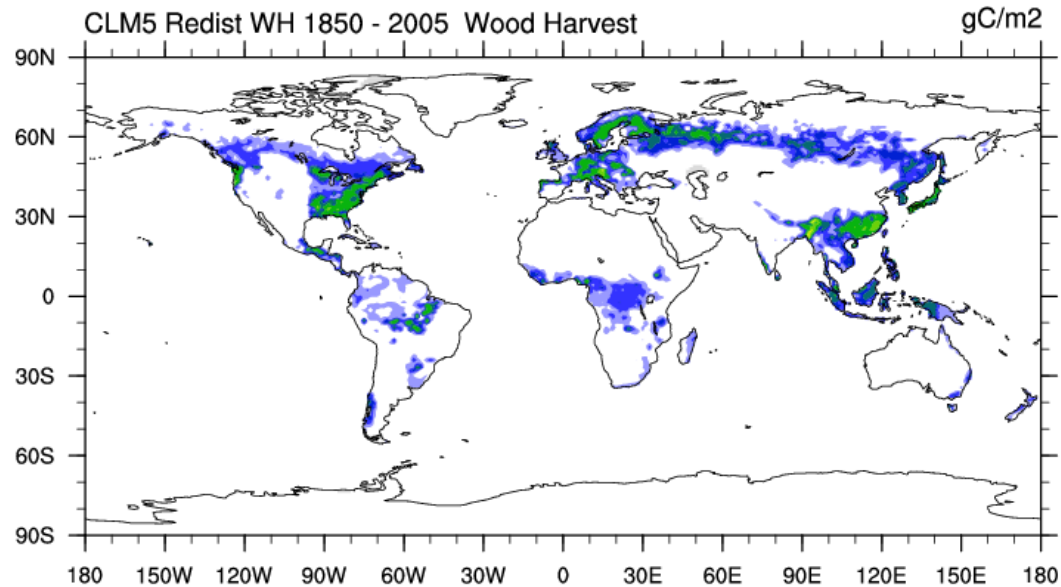 CLM5 Redist WH 1850 - 2005  Wood Harvest gC/m2
90N
60N
30N
0
30S
60S
90S
180 150W 120W 90W 60W 30W 0 30E 60E 90E 120E 150E 180